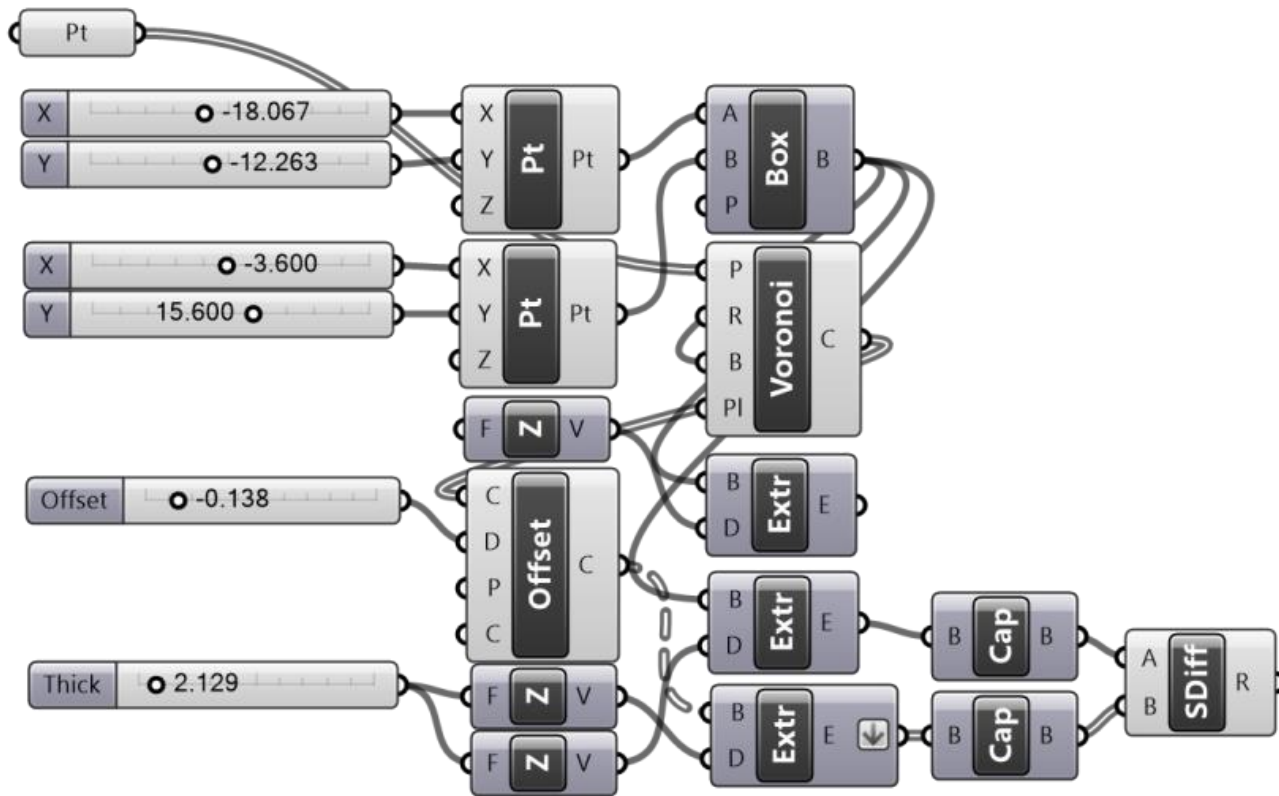 Pt
X -18.067
Y -12.263
X Y Z Pt Pt
A B P Box B
X -3.600
Y 15.600
X Y Z Pt Pt
P R B Pl Voronoi C
F Z V
Offset -0.138
C D P C Offset C
B D Extr E
Thick 2.129
F Z V
F Z V
B D Extr E
B D Extr E
B Cap B
B Cap B
A B SDiff R